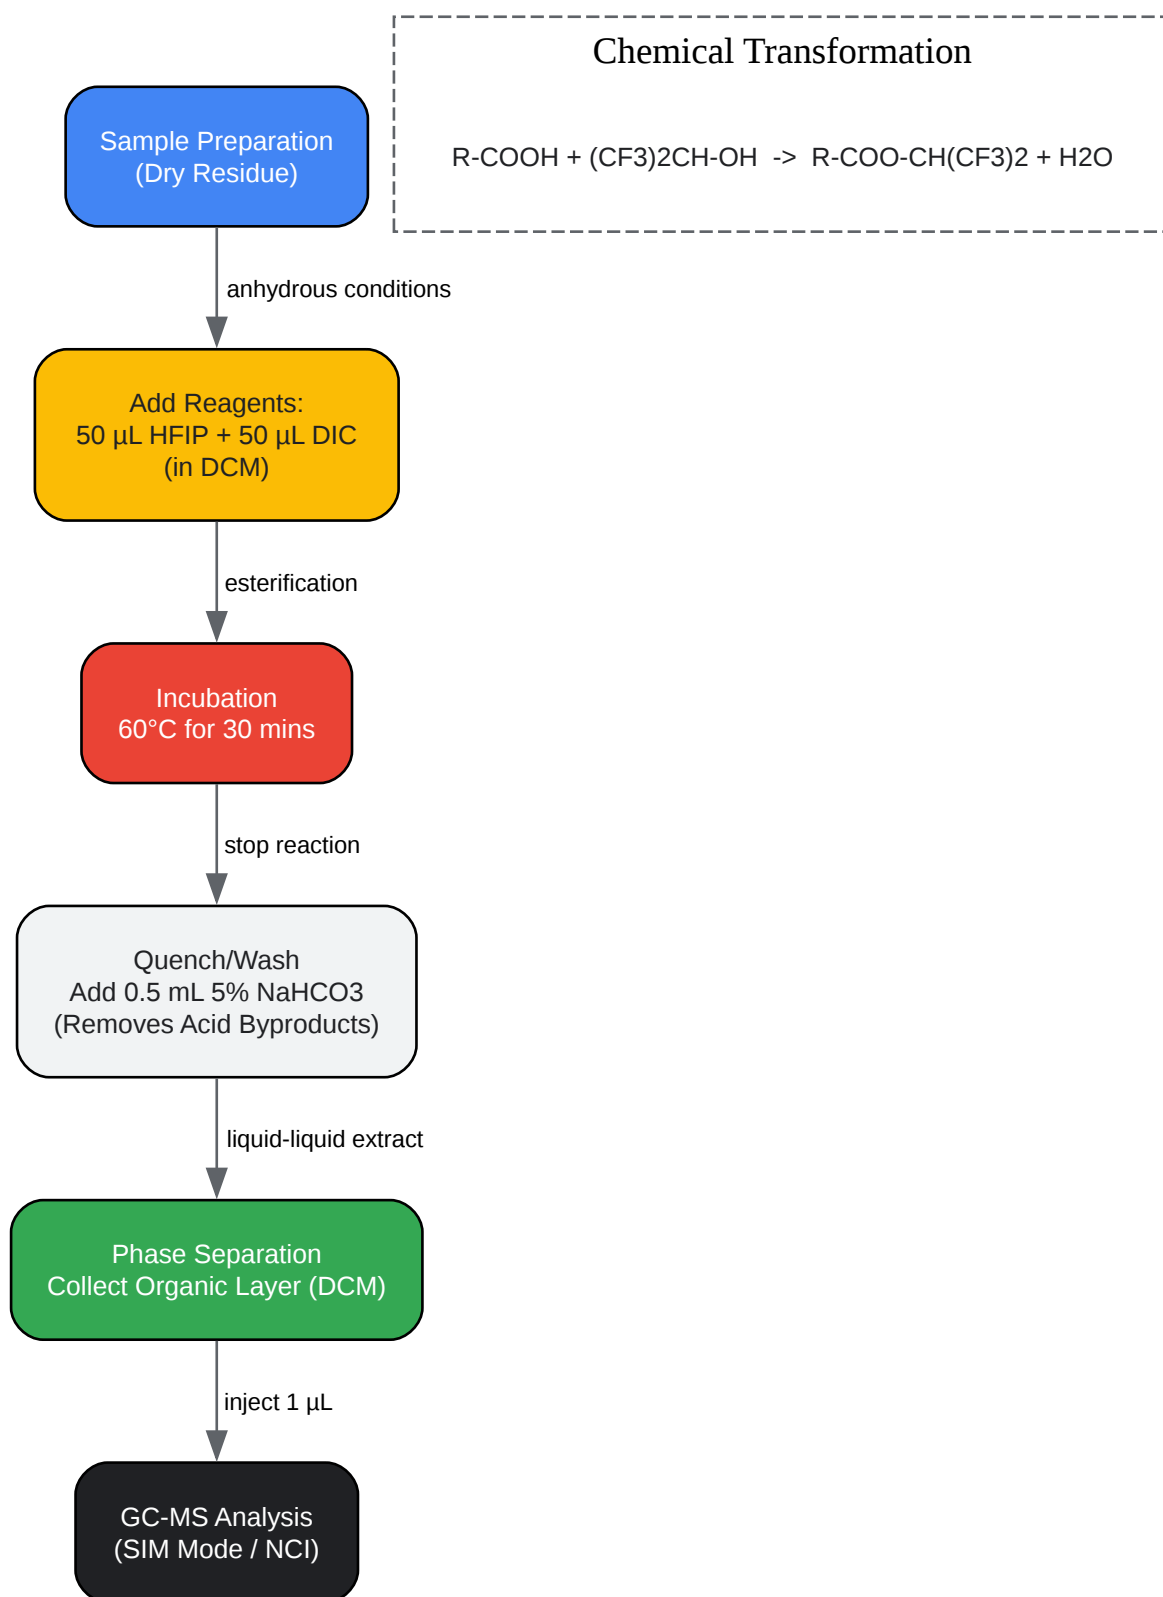 Chemical Transformation
R-COOH + (CF3)2CH-OH -> R-COO-CH(CF3)2 + H2O
Sample Preparation
(Dry Residue)
anhydrous conditions
Add Reagents:
50 µL HFIP + 50 µL DIC
(in DCM)
esterification
Incubation
60°C for 30 mins
stop reaction
Quench/Wash
Add 0.5 mL 5% NaHCO3
(Removes Acid Byproducts)
liquid-liquid extract
Phase Separation
Collect Organic Layer (DCM)
inject 1 µL
GC-MS Analysis
(SIM Mode / NCI)